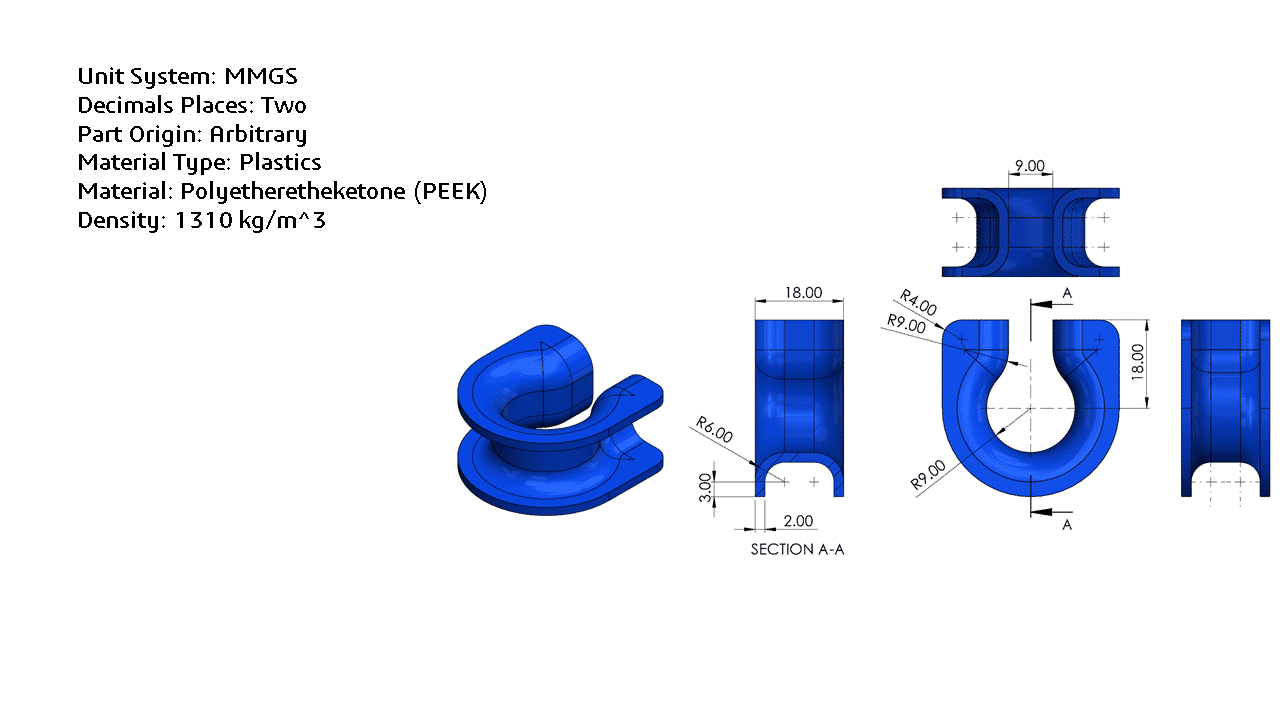 Unit System: MMGS
Decimals Places: Two
Part Origin: Arbitrary
Material Type: Plastics
Material: Polyetheretheketone (PEEK)
Density: 1310 kg/m^3
9.00
18.00
R4.00
R9.00
A
18.00
R6.00
3.00
2.00
SECTION A-A
R9.00
A